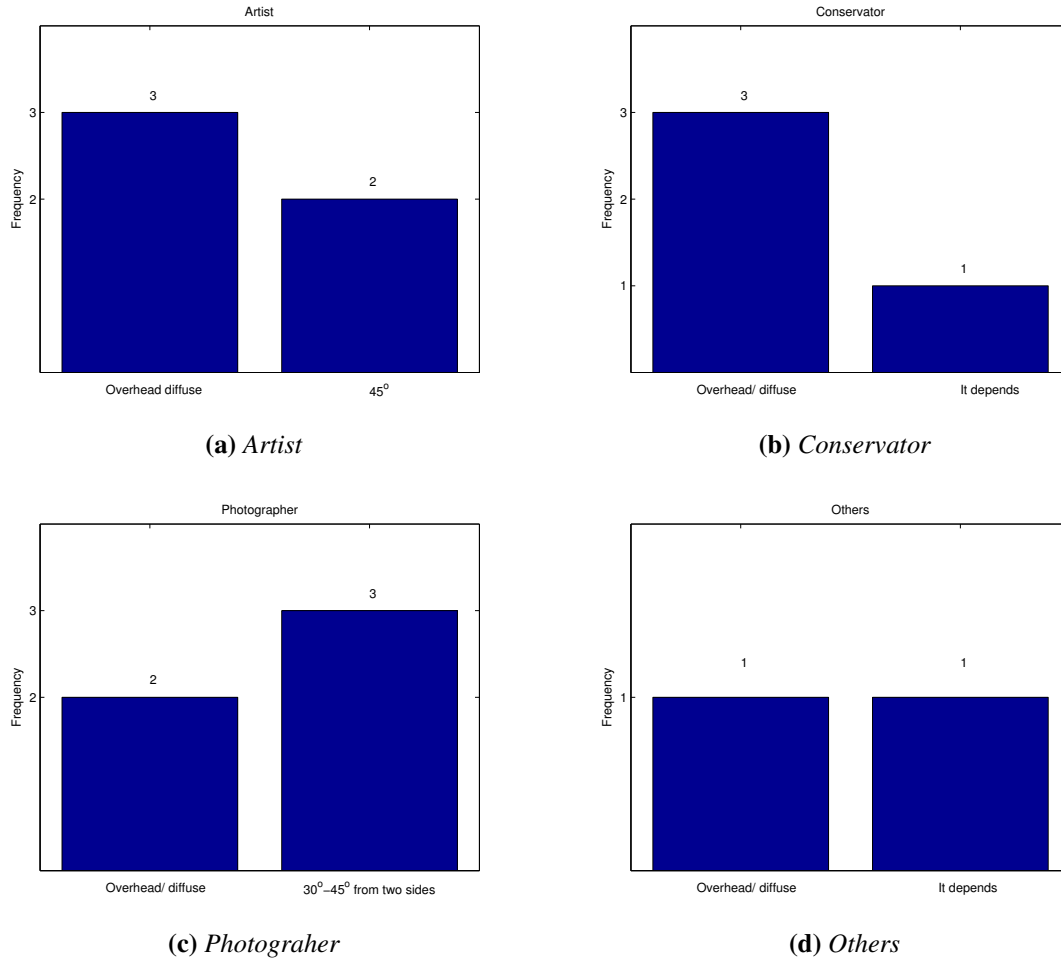 Artist
3
2
3
2
Frequency
Overhead diffuse
45°
(a) Artist
Conservator
3
1
3
2
1
Frequency
Overhead/ diffuse
It depends
(b) Conservator
Photographer
2
3
3
2
Frequency
Overhead/ diffuse
30°–45° from two sides
(c) Photograher
Others
1
1
1
Frequency
Overhead/ diffuse
It depends
(d) Others